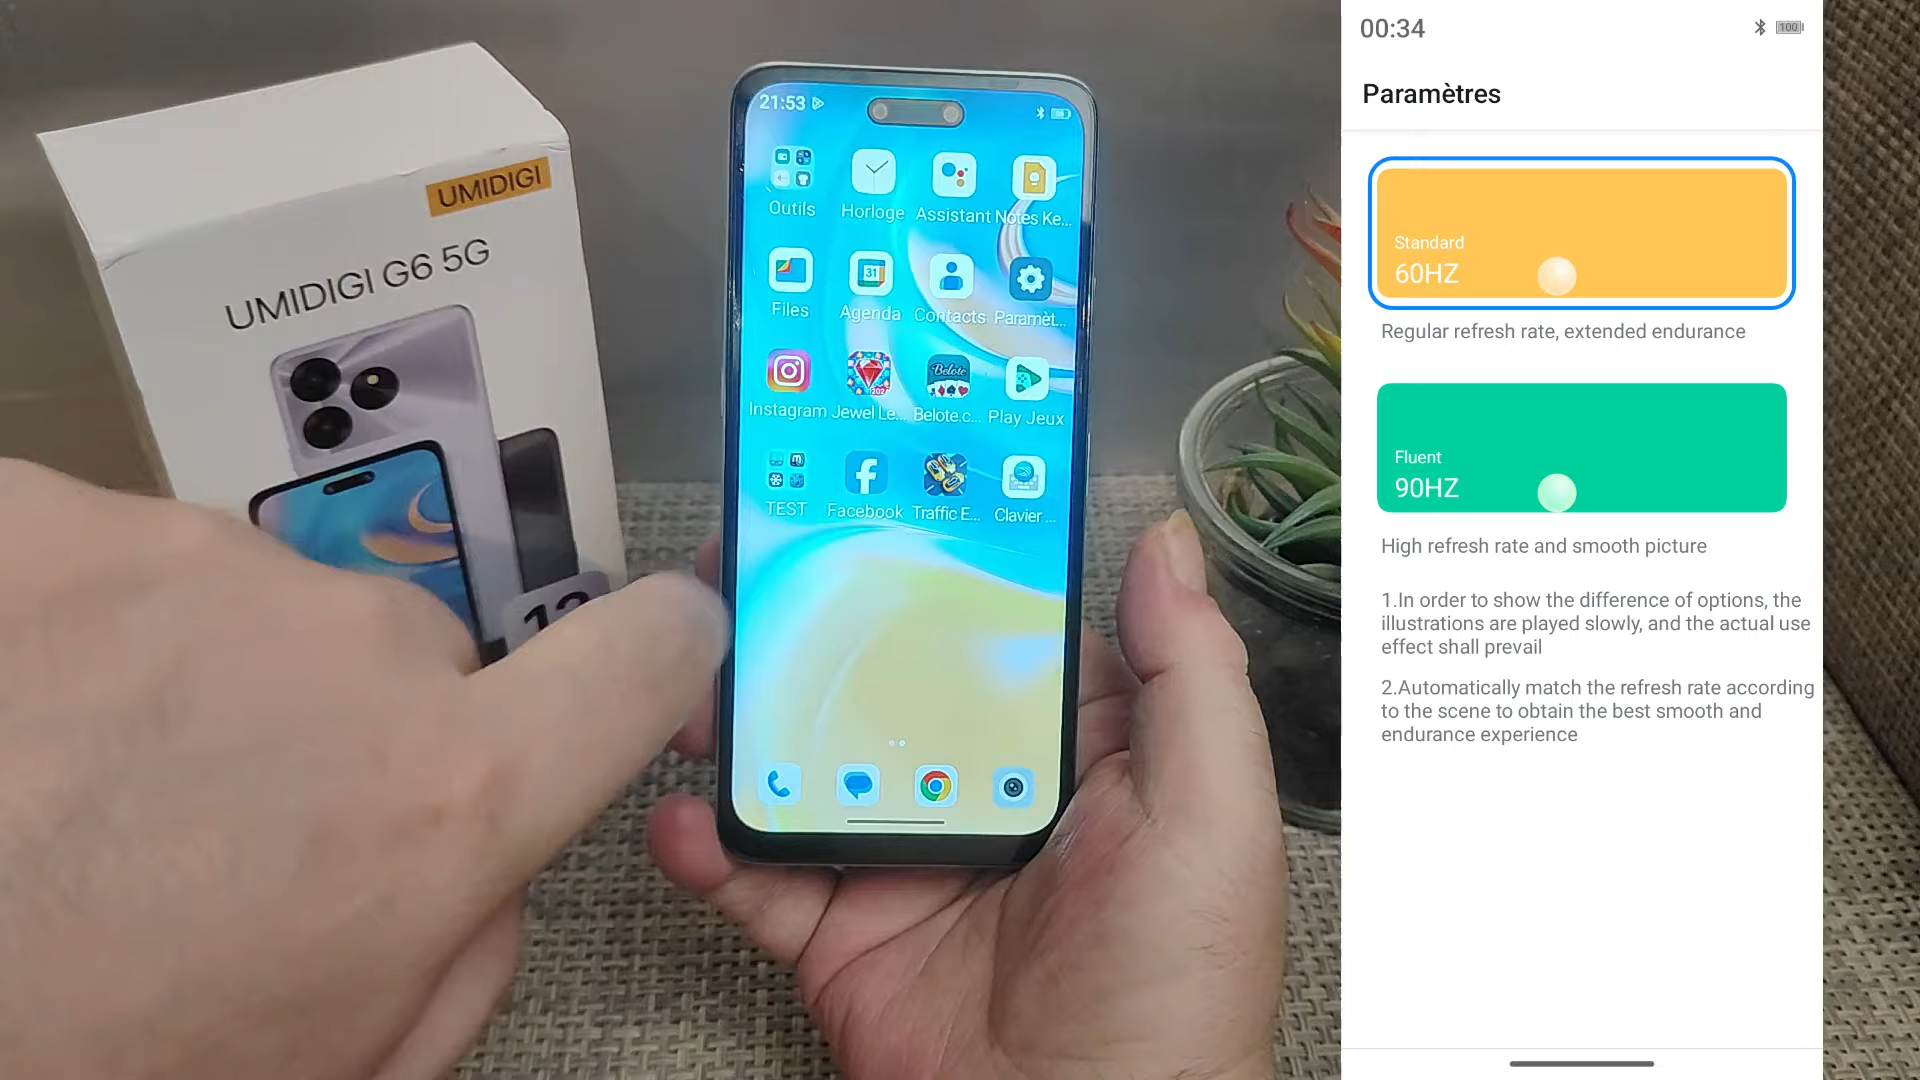 UMIDIGI
UMIDIGI G6 5G
13
21:53
Outils
Horloge
Assistant
Notes Ke...
31
Files
Agenda
Contacts
Paramèt...
Belote
Instagram
Jewel Le...
Belote.c...
Play Jeux
TEST
Facebook
Traffic E...
Clavier ...
00:34
100
Paramètres
Standard
60HZ
Regular refresh rate, extended endurance
Fluent
90HZ
High refresh rate and smooth picture
1.In order to show the difference of options, the
illustrations are played slowly, and the actual use
effect shall prevail
2.Automatically match the refresh rate according
to the scene to obtain the best smooth and
endurance experience